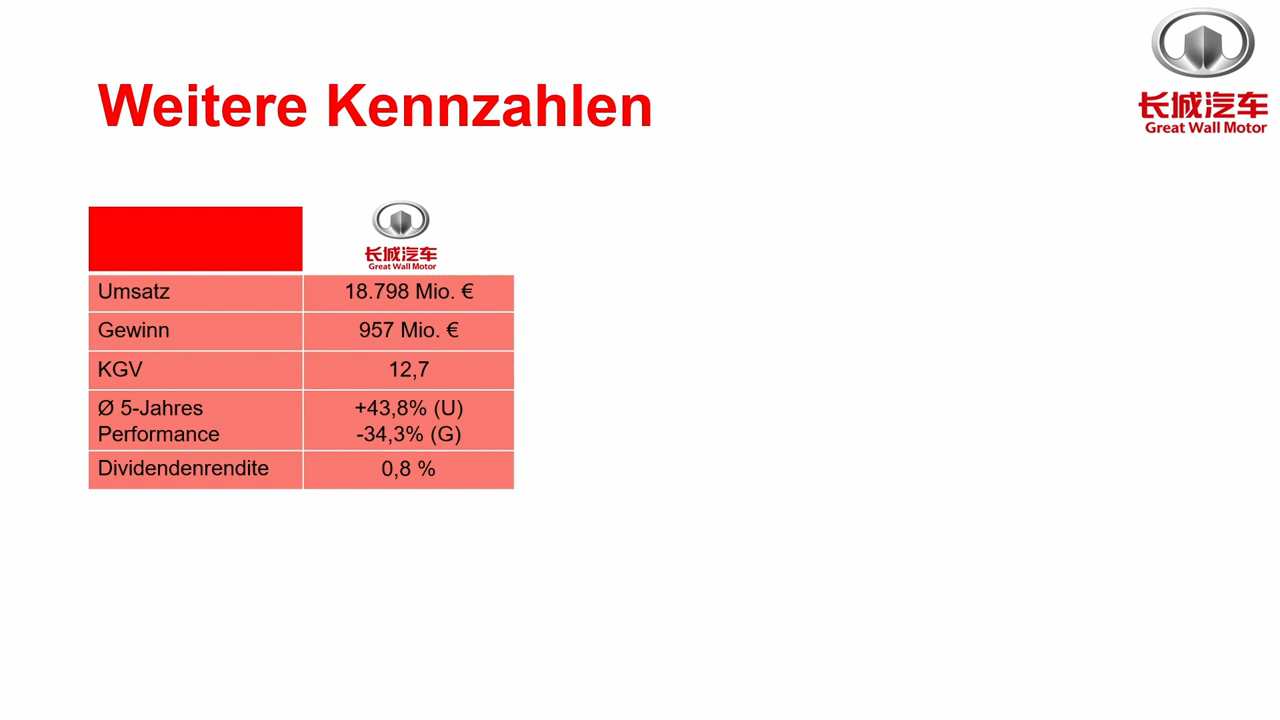 Weitere Kennzahlen
长城汽车
Great Wall Motor
长城汽车
Great Wall Motor
Umsatz 18.798 Mio. €
Gewinn 957 Mio. €
KGV 12,7
Ø 5-Jahres +43,8% (U)
Performance -34,3% (G)
Dividendenrendite 0,8 %